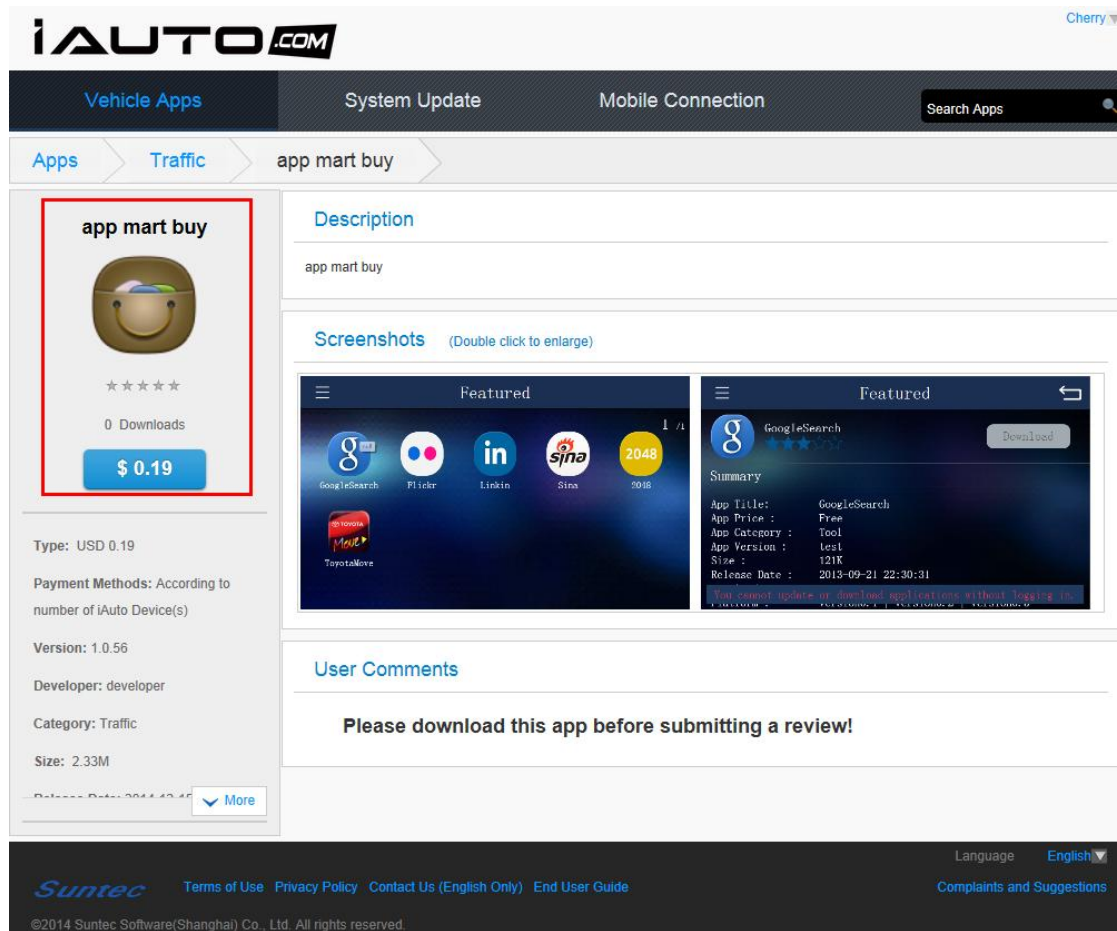 iAUTO.COM
Cherry
Vehicle Apps
System Update
Mobile Connection
Search Apps
Apps
Traffic
app mart buy
app mart buy
0 Downloads
$ 0.19
Type: USD 0.19
Payment Methods: According to
number of iAuto Device(s)
Version: 1.0.56
Developer: developer
Category: Traffic
Size: 2.33M
More
Description
app mart buy
Screenshots (Double click to enlarge)
Featured
1 /1
GoogleSearch
Flickr
Linkin
Sina
2048
in
sina
2048
TOYOTA
Move
ToyotaMove
Featured
GoogleSearch
Download
Summary
App Title: GoogleSearch
App Price : Free
App Category : Tool
App Version : test
Size : 121K
Release Date : 2013-09-21 22:30:31
You cannot update or download applications without logging in.
User Comments
Please download this app before submitting a review!
Language English
Suntec
Terms of Use Privacy Policy Contact Us (English Only) End User Guide
Complaints and Suggestions
©2014 Suntec Software(Shanghai) Co., Ltd. All rights reserved.